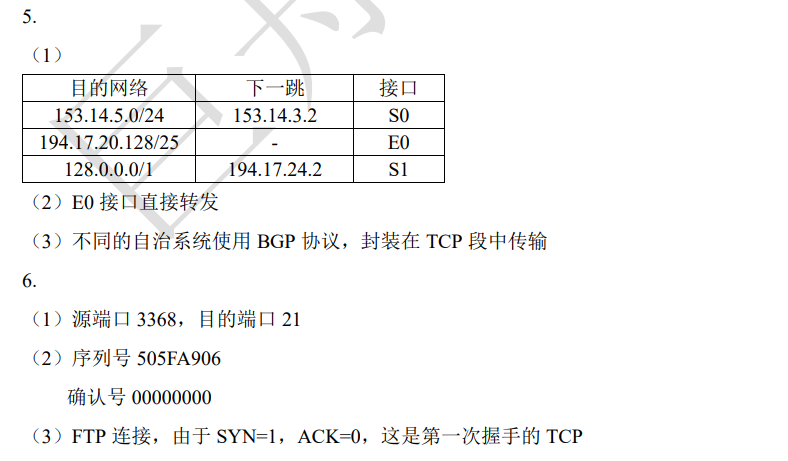 5.
（1）
目的网络 下一跳 接口
153.14.5.0/24 153.14.3.2 S0
194.17.20.128/25 - E0
128.0.0.0/1 194.17.24.2 S1
（2）E0 接口直接转发
（3）不同的自治系统使用 BGP 协议，封装在 TCP 段中传输
6.
（1）源端口 3368，目的端口 21
（2）序列号 505FA906
确认号 00000000
（3）FTP 连接，由于 SYN=1，ACK=0，这是第一次握手的 TCP